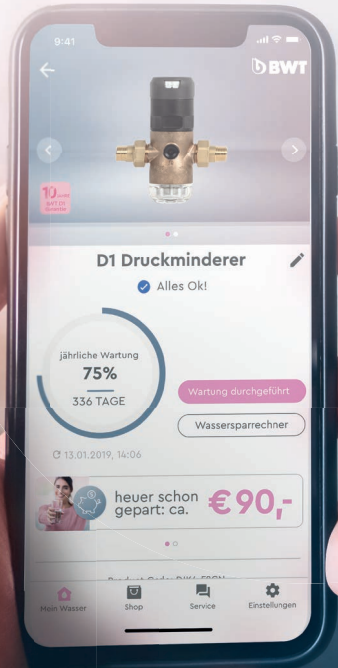 9:41
BWT
10
D1 Druckminderer
Alles Ok!
jährliche Wartung
75%
336 TAGE
Wartung durchgeführt
Wassersparrechner
13.01.2019, 14:06
heuer schon
gepart: ca.
€ 90,-
Mein Wasser
Shop
Service
Einstellungen